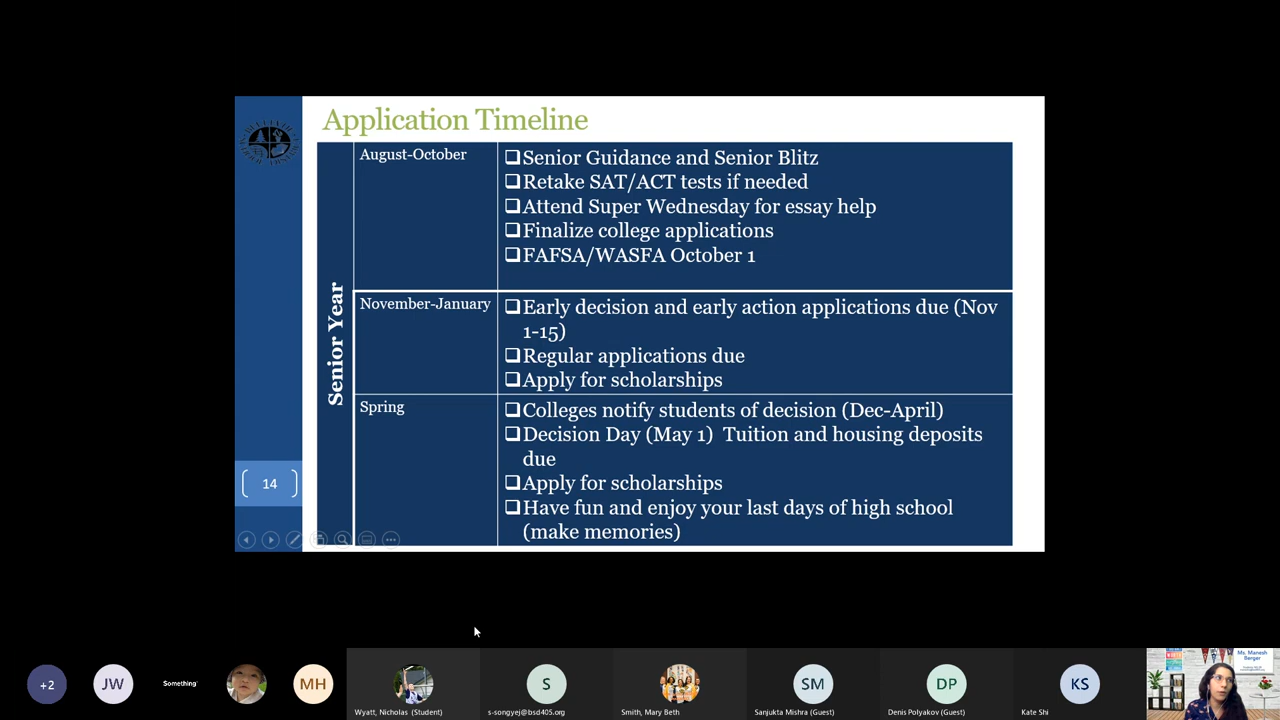 Application Timeline
Senior Year
August-October
❑Senior Guidance and Senior Blitz
❑Retake SAT/ACT tests if needed
❑Attend Super Wednesday for essay help
❑Finalize college applications
❑FAFSA/WASFA October 1
November-January
❑Early decision and early action applications due (Nov
1-15)
❑Regular applications due
❑Apply for scholarships
Spring
❑Colleges notify students of decision (Dec-April)
❑Decision Day (May 1) Tuition and housing deposits
due
❑Apply for scholarships
❑Have fun and enjoy your last days of high school
(make memories)
14
+2
JW
Something'
MH
Wyatt, Nicholas (Student)
S
s-songyej@bsd405.org
Smith, Mary Beth
SM
Sanjukta Mishra (Guest)
DP
Denis Polyakov (Guest)
KS
Kate Shi
Ms. Manesh